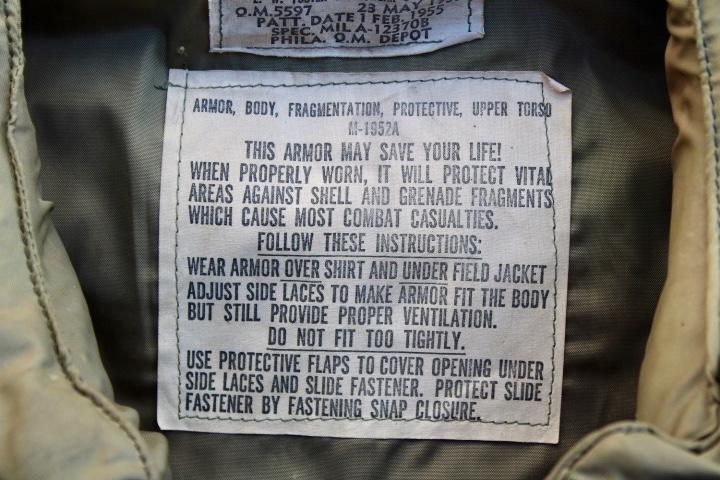 O.M.5597 23 MAY
PATT. DATE 1 FEB. 1955
SPEC. MIL A-12370B
PHILA. O.M. DEPOT
ARMOR, BODY, FRAGMENTATION, PROTECTIVE, UPPER TORSO
M-1952A
THIS ARMOR MAY SAVE YOUR LIFE!
WHEN PROPERLY WORN, IT WILL PROTECT VITAL
AREAS AGAINST SHELL AND GRENADE FRAGMENTS
WHICH CAUSE MOST COMBAT CASUALTIES.
FOLLOW THESE INSTRUCTIONS:
WEAR ARMOR OVER SHIRT AND UNDER FIELD JACKET
ADJUST SIDE LACES TO MAKE ARMOR FIT THE BODY
BUT STILL PROVIDE PROPER VENTILATION.
DO NOT FIT TOO TIGHTLY.
USE PROTECTIVE FLAPS TO COVER OPENING UNDER
SIDE LACES AND SLIDE FASTENER. PROTECT SLIDE
FASTENER BY FASTENING SNAP CLOSURE.